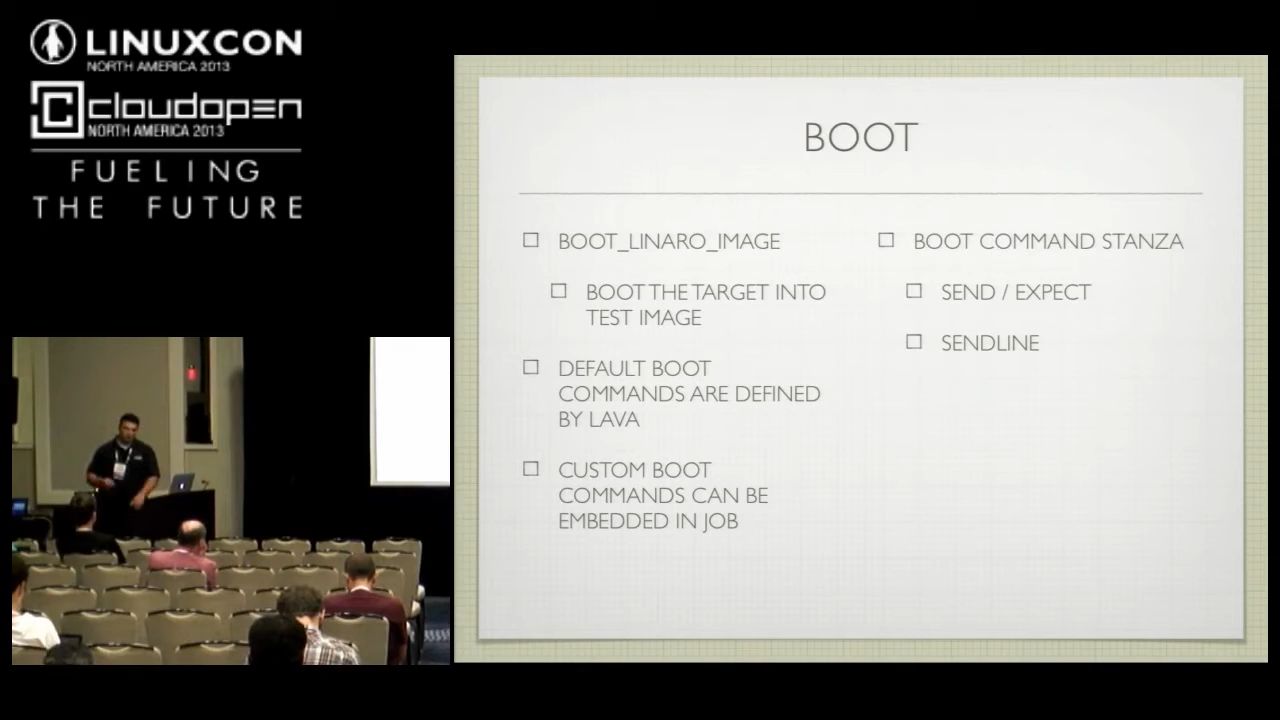 LINUXCON
NORTH AMERICA 2013
cloudopen
NORTH AMERICA 2013
FUELING
THE FUTURE
BOOT
BOOT_LINARO_IMAGE
BOOT THE TARGET INTO
TEST IMAGE
DEFAULT BOOT
COMMANDS ARE DEFINED
BY LAVA
CUSTOM BOOT
COMMANDS CAN BE
EMBEDDED IN JOB
BOOT COMMAND STANZA
SEND / EXPECT
SENDLINE